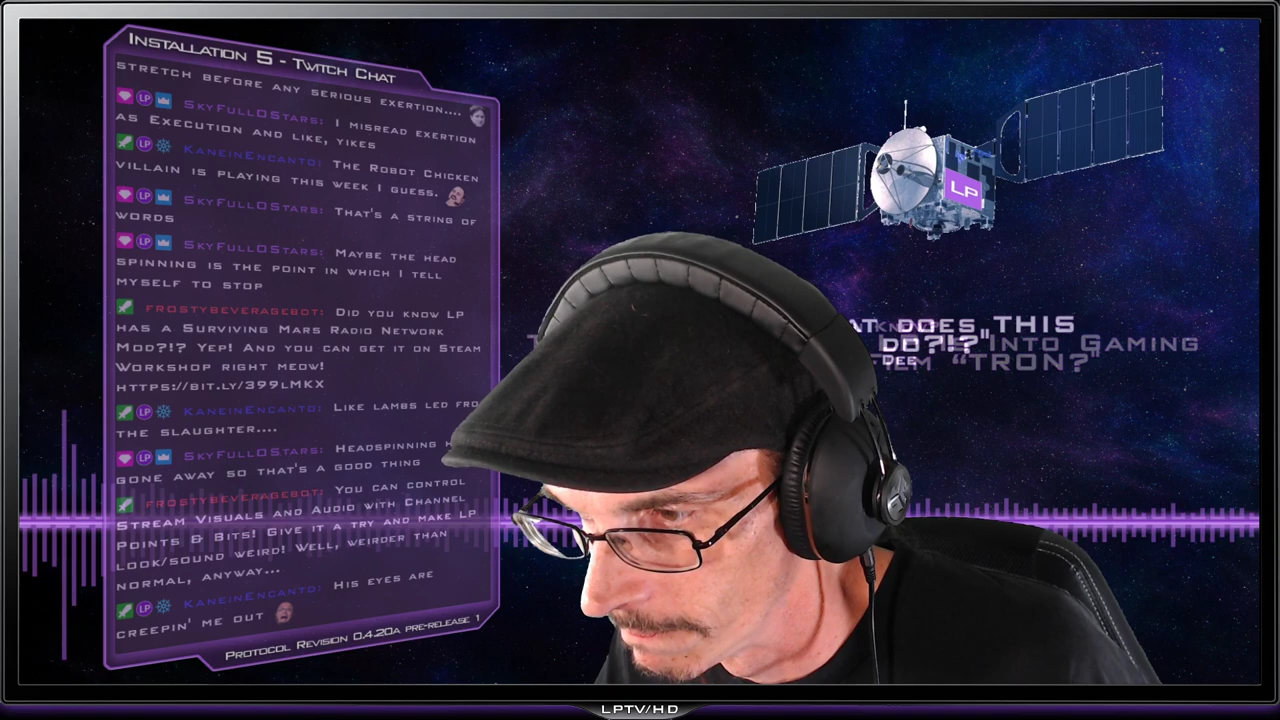 Installation 5 - Twitch Chat
stretch before any serious exertion....
SkyFull0Stars: I misread exertion
as Execution and like, yikes
KaneinEncanto: The Robot Chicken
villain is playing this week I guess.
SkyFull0Stars: That's a string of
words
SkyFull0Stars: Maybe the head
spinning is the point in which I tell
myself to stop
frostybeveragebot: Did you know LP
has a Surviving Mars Radio Network
Mod?!? Yep! And you can get it on Steam
Workshop right meow!
https://bit.ly/399lMKX
KaneinEncanto: Like lambs led fro
the slaughter....
SkyFull0Stars: Headspinning
gone away so that's a good thing
frostybeveragebot: You can control
Stream Visuals and Audio with Channel
Points & Bits! Give it a try and make LP
look/sound weird! Well, weirder than
normal, anyway...
KaneinEncanto: His eyes are
creepin' me out
Protocol Revision 0.4.20a pre-release 1
LP
does this
do?!?"
Into Gaming
Dee
"Tron?"
LPTV/HD